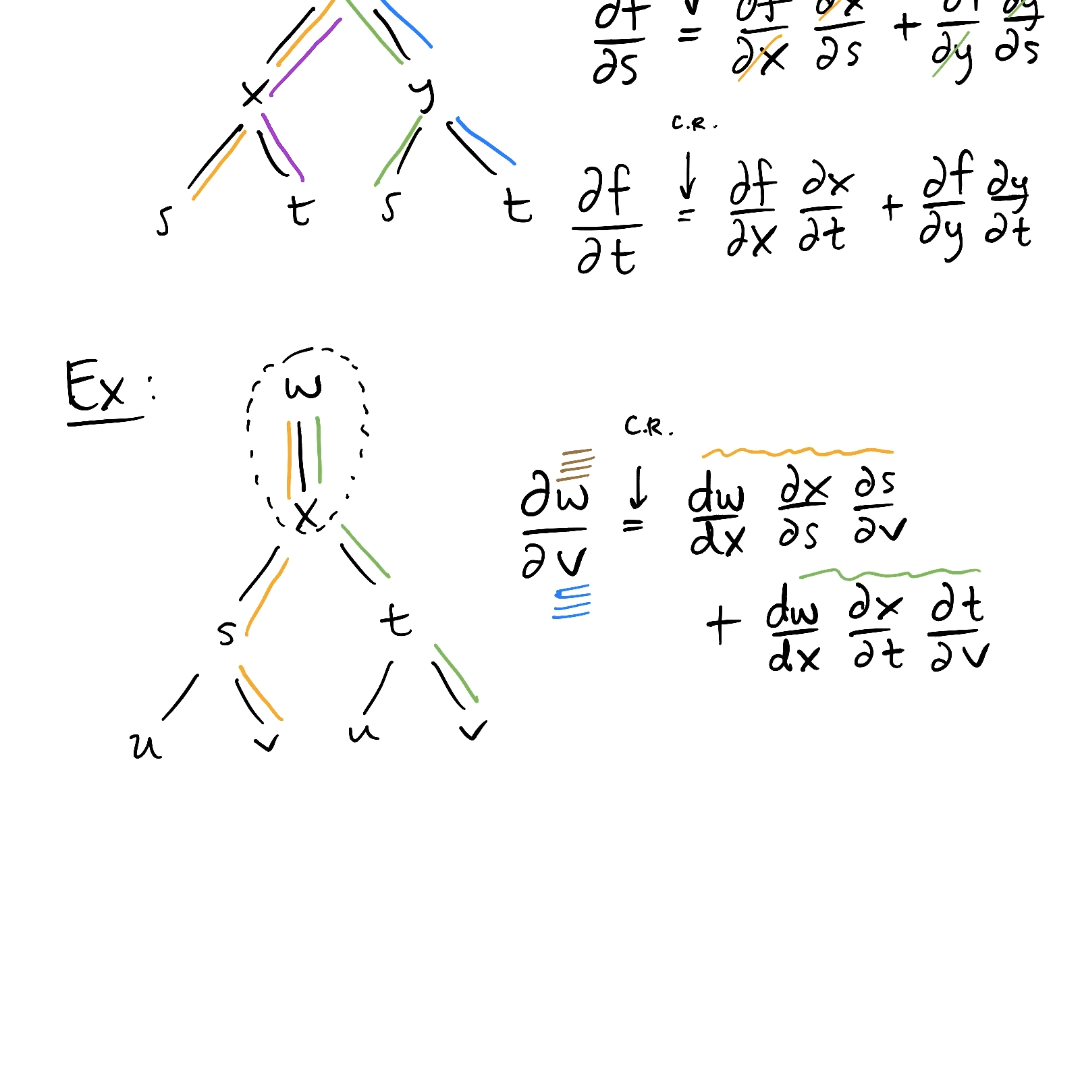 ∂f/∂s = ∂f/∂x ∂x/∂s + ∂f/∂y ∂y/∂s
x y
C.R.
s t s t
∂f/∂t ↓= ∂f/∂x ∂x/∂t + ∂f/∂y ∂y/∂t
Ex: w
C.R.
x
∂w/∂v ↓= dw/dx ∂x/∂s ∂s/∂v
+ dw/dx ∂x/∂t ∂t/∂v
s t
u v u v